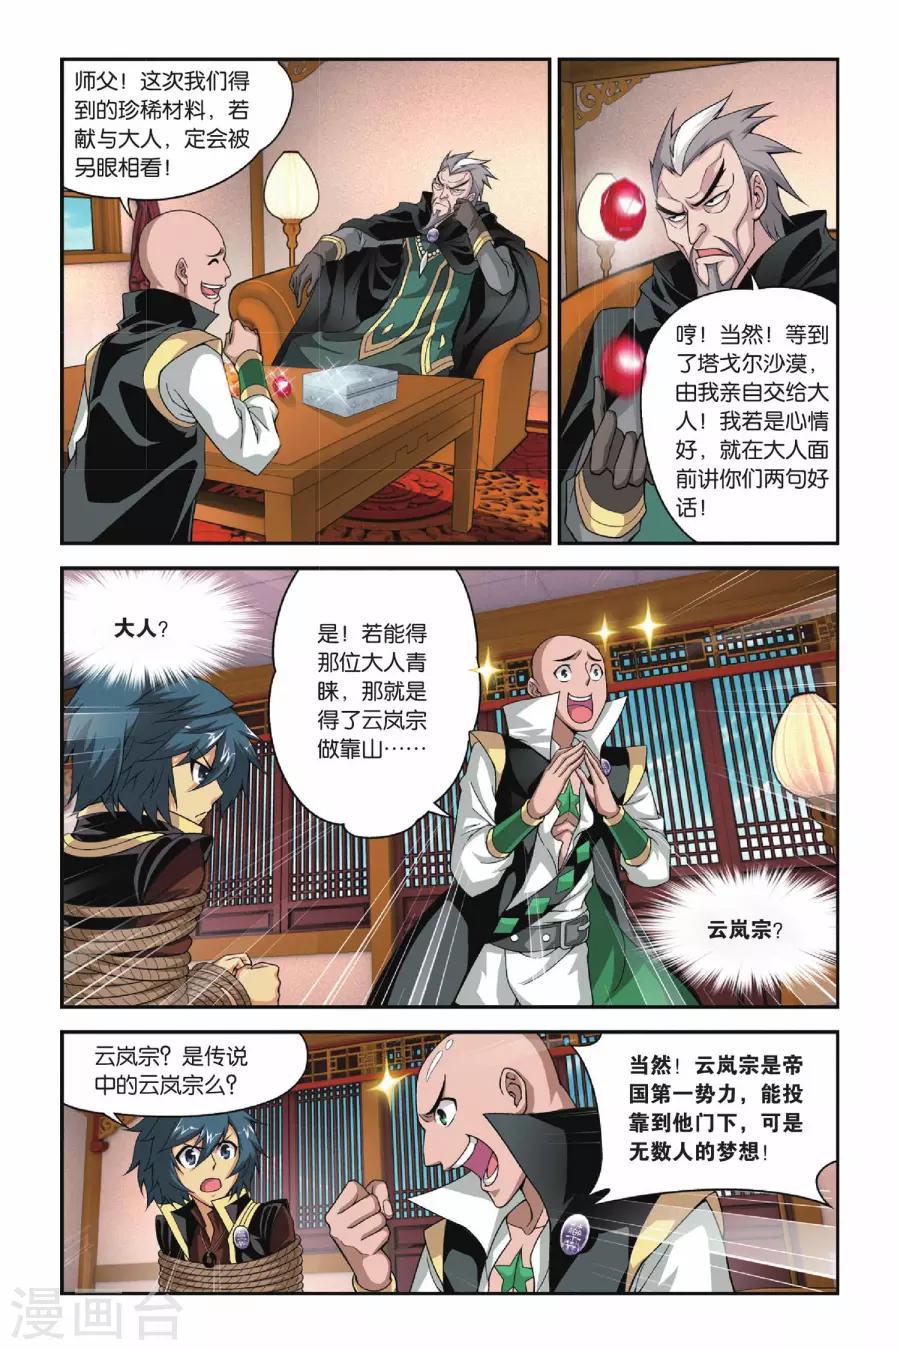 师父！这次我们得
到的珍稀材料，若
献与大人，定会被
另眼相看！
哼！当然！等到
了塔戈尔沙漠，
由我亲自交给大
人！我若是心情
好，就在大人面
前讲你们两句好
话！
大人？
是！若能得
那位大人青
睐，那就是
得了云岚宗
做靠山……
云岚宗？
云岚宗？是传说
中的云岚宗么？
当然！云岚宗是帝
国第一势力，能投
靠到他门下，可是
无数人的梦想！
漫画台